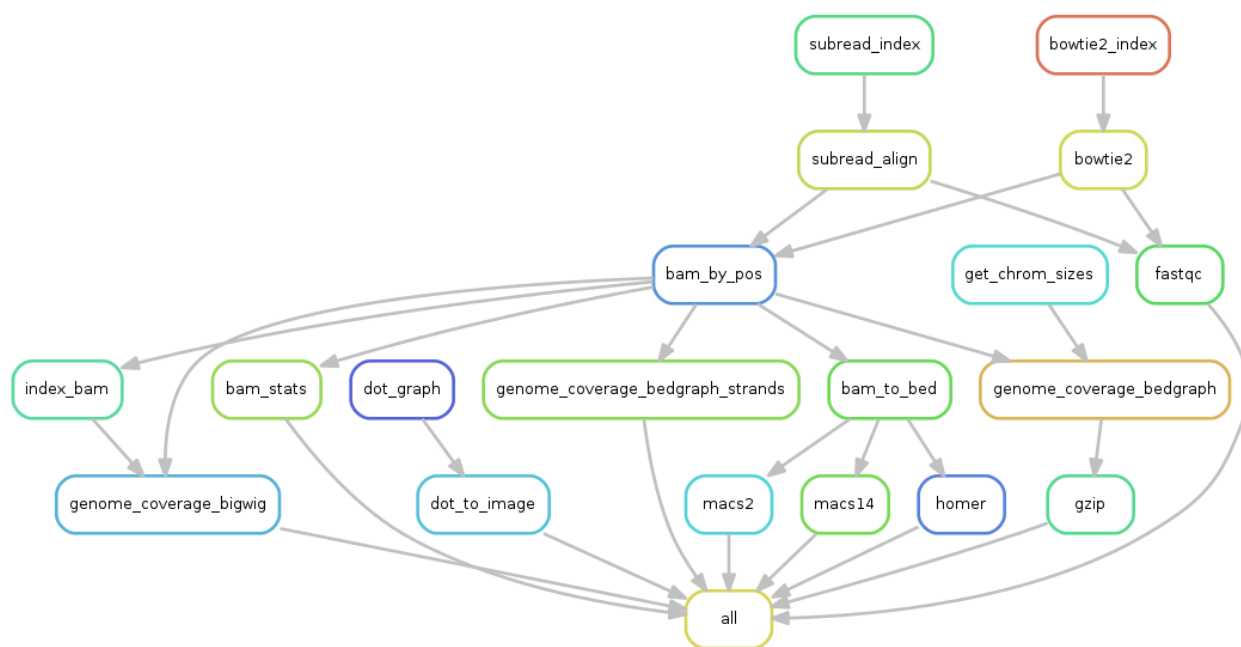 subread_index
bowtie2_index
subread_align
bowtie2
bam_by_pos
get_chrom_sizes
fastqc
index_bam
bam_stats
dot_graph
genome_coverage_bedgraph_strands
bam_to_bed
genome_coverage_bedgraph
genome_coverage_bigwig
dot_to_image
macs2
macs14
homer
gzip
all